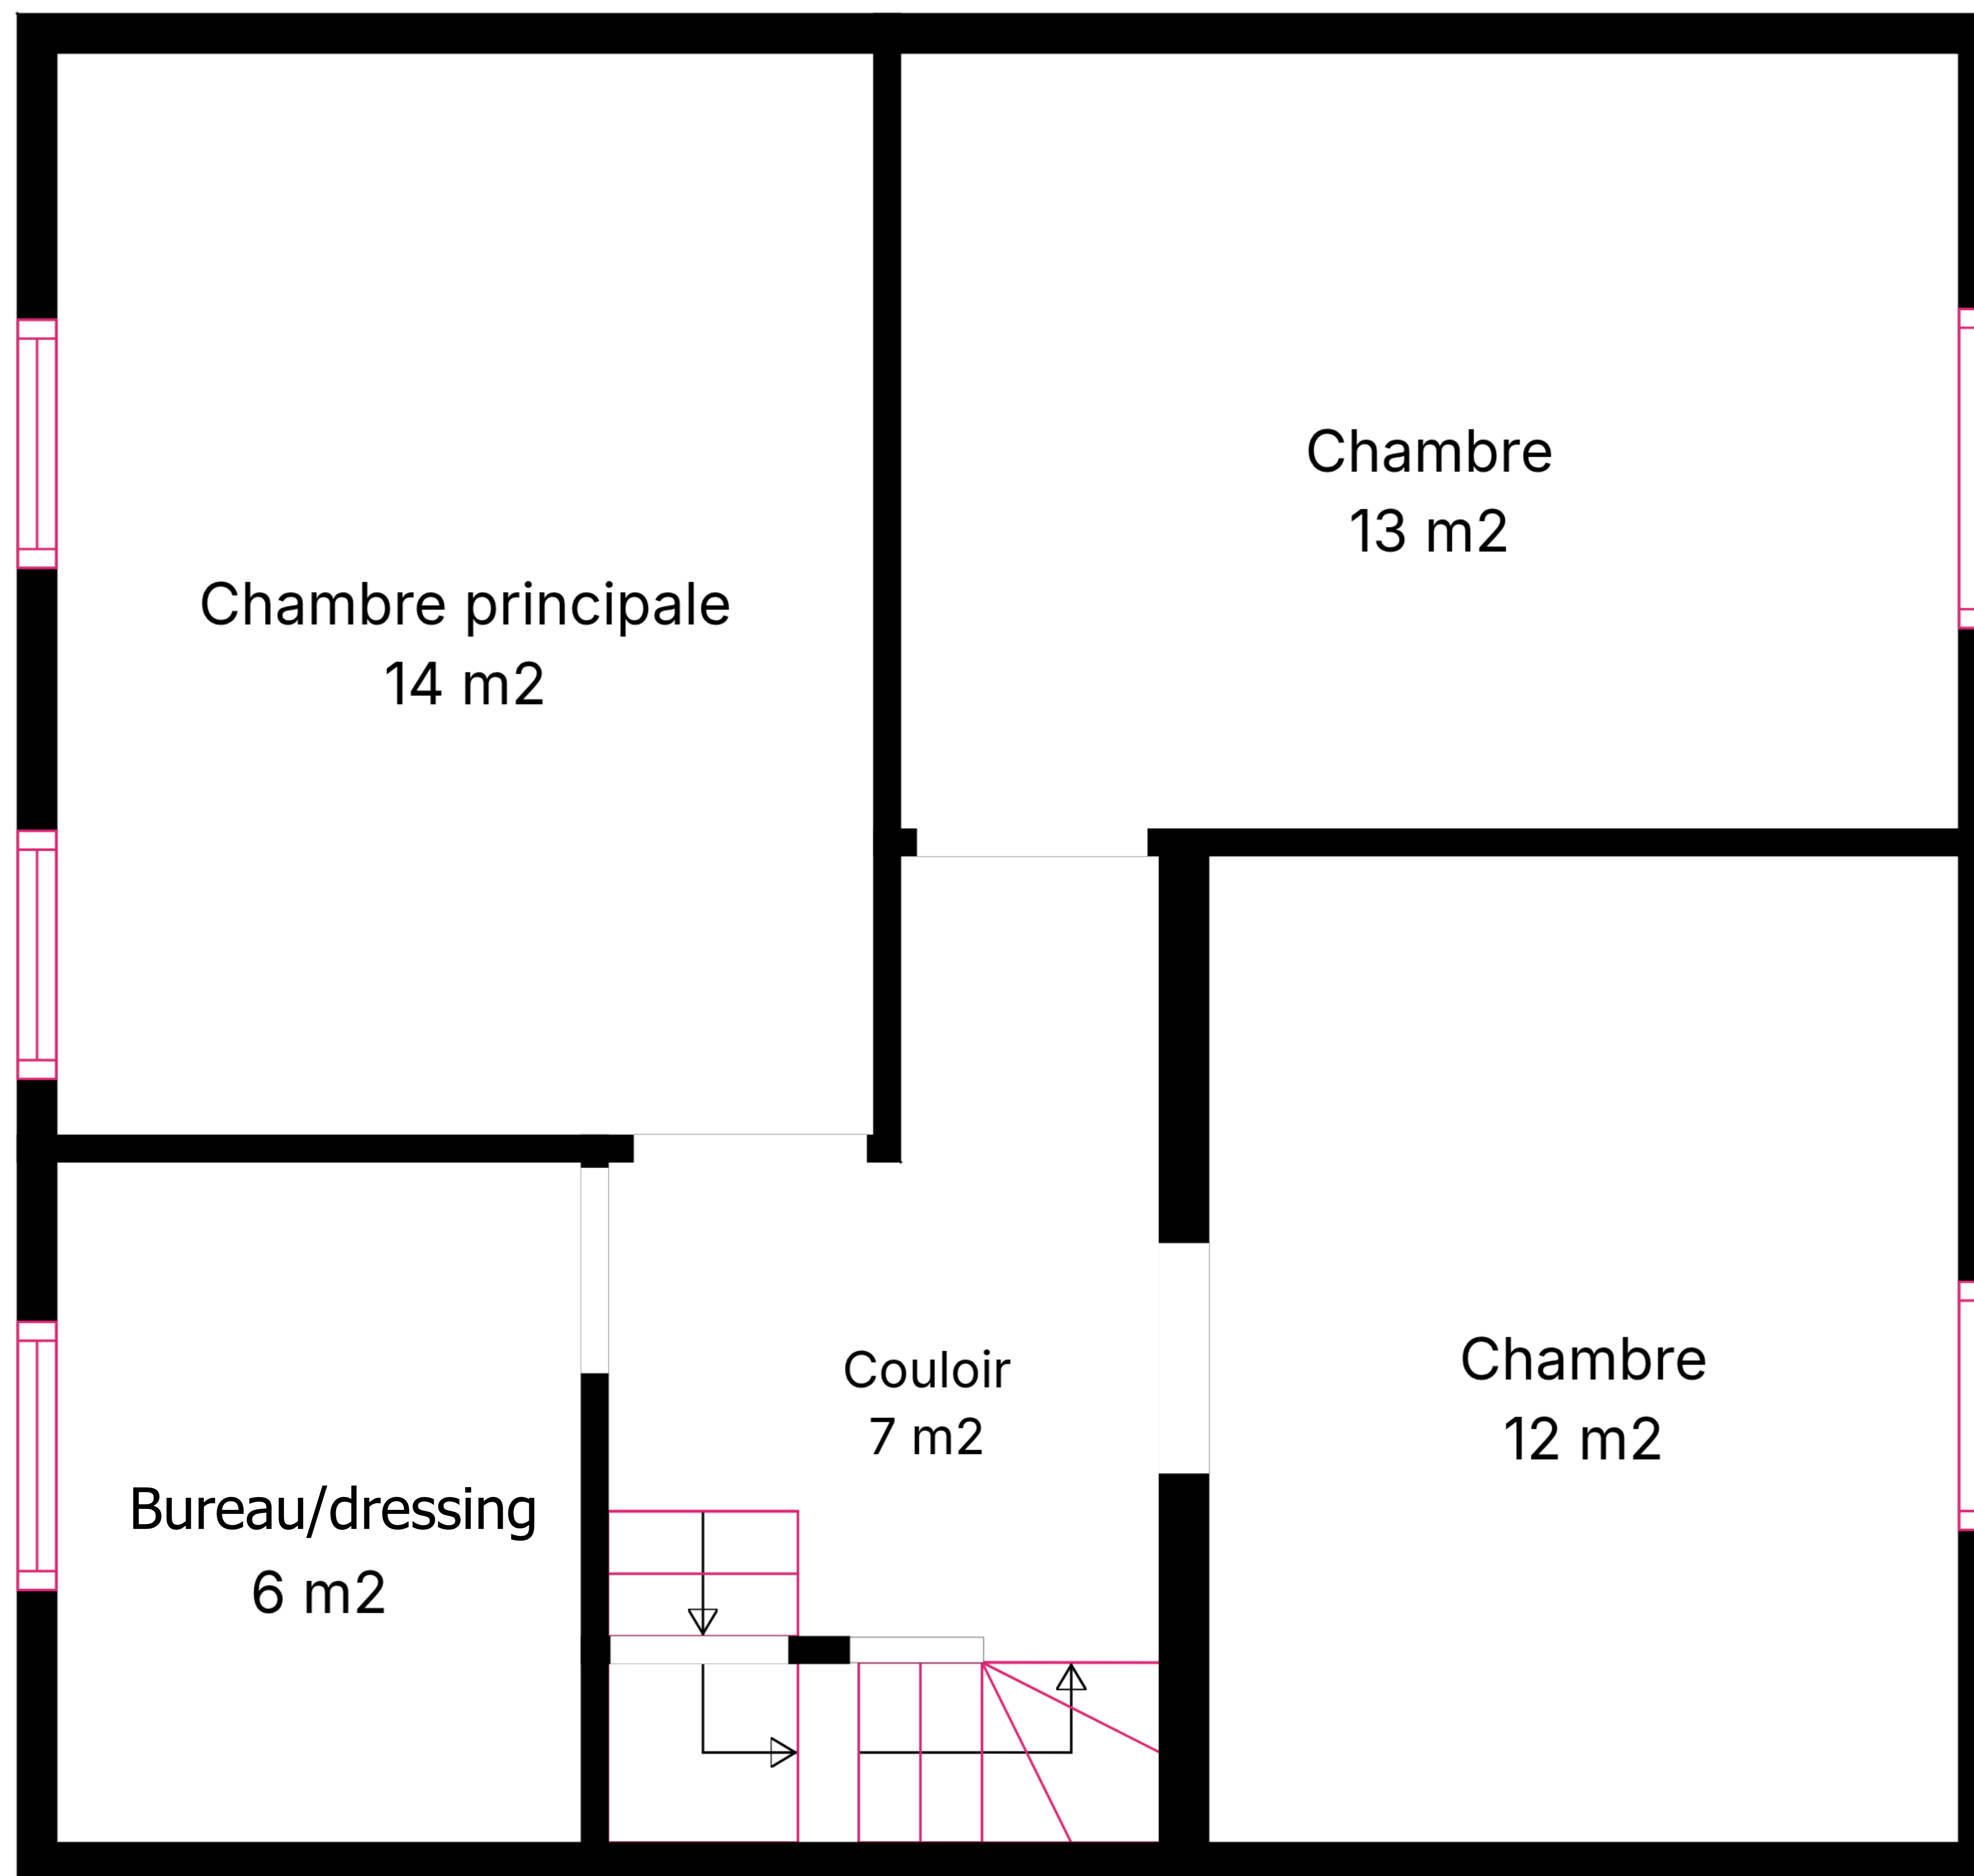 Chambre
13 m2
Chambre principale
14 m2
Chambre
12 m2
Couloir
7 m2
Bureau/dressing
6 m2